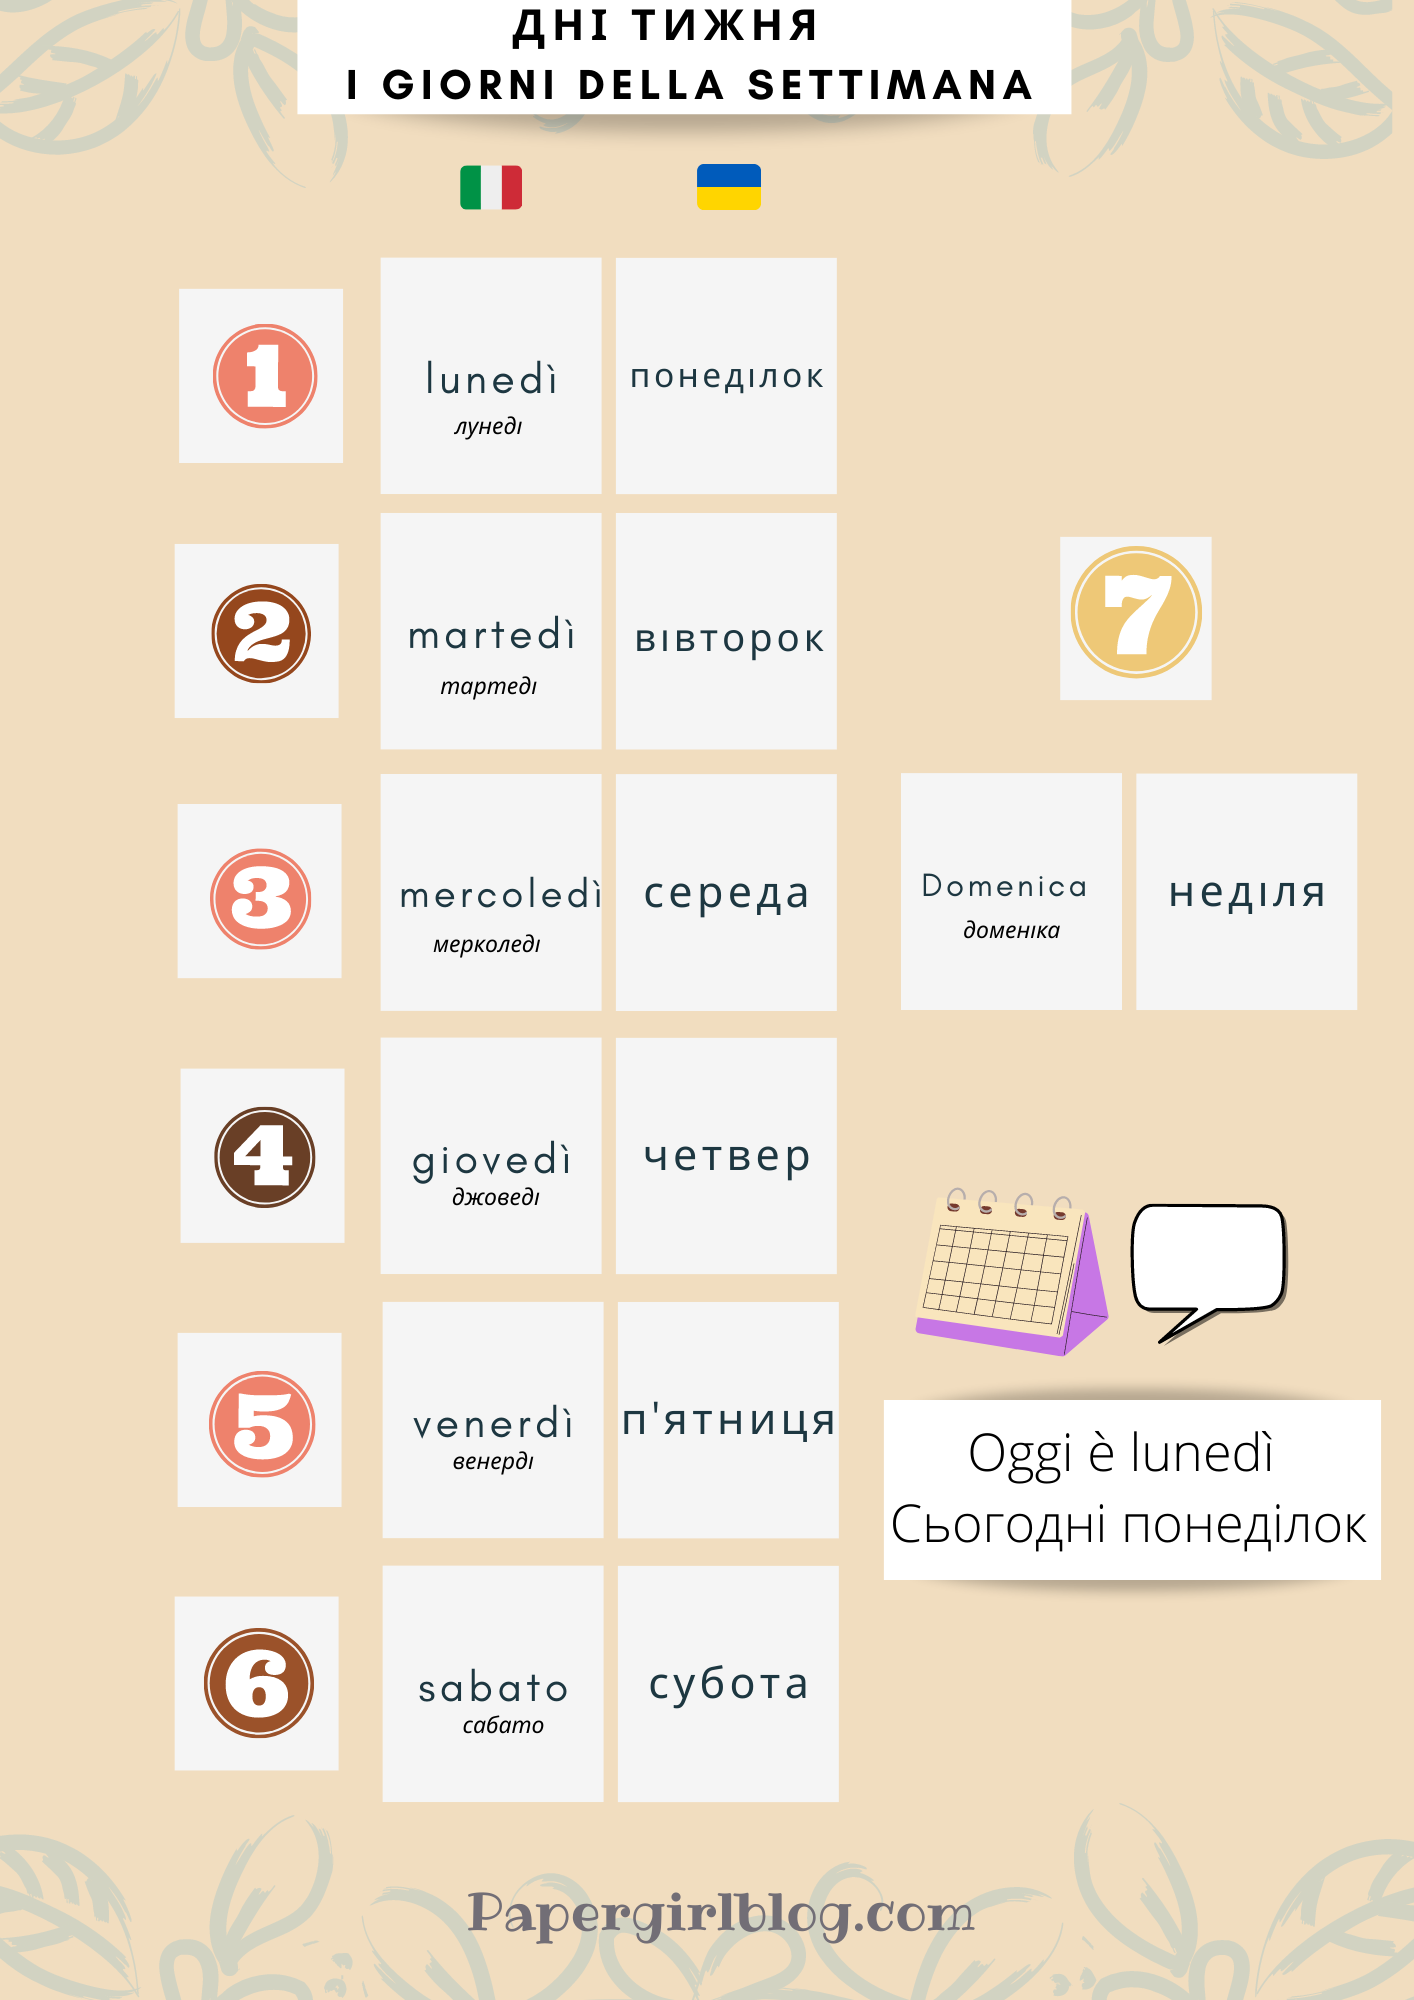 ДНІ ТИЖНЯ
I GIORNI DELLA SETTIMANA
1
lunedì
лунеді
понеділок
2
martedì
тартеді
вівторок
3
mercoledì
мерколеді
середа
4
giovedì
джоведі
четвер
5
venerdì
венерді
п'ятниця
6
sabato
сабато
субота
7
Domenica
доменіка
неділя
Oggi è lunedì
Сьогодні понеділок
Papergirlblog.com